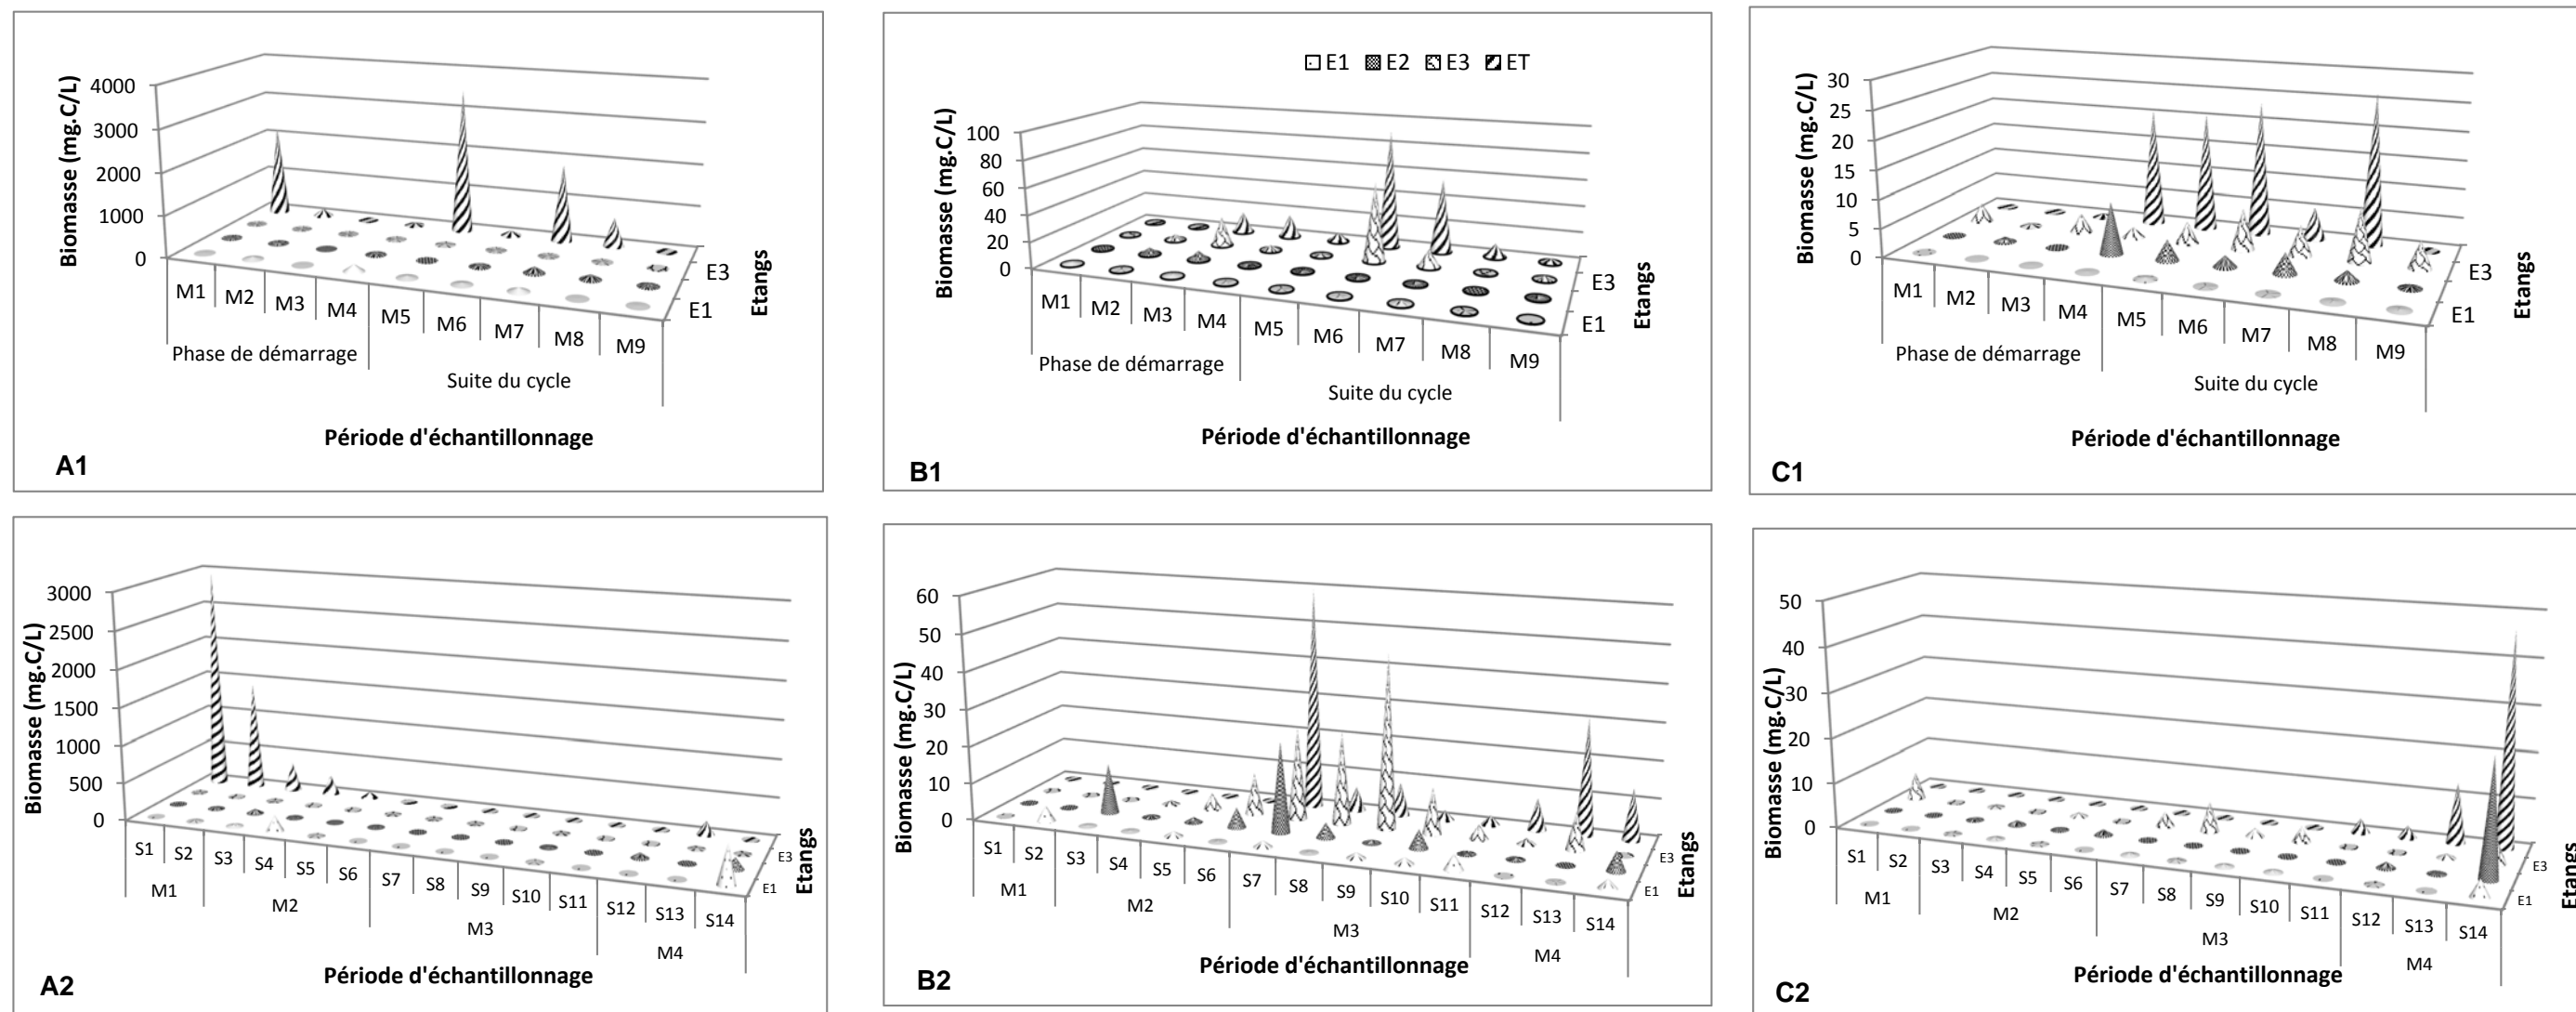 4000
3000
2000
1000
0
Biomasse (mg.C/L)
M1 M2 M3 M4 M5 M6 M7 M8 M9
Phase de démarrage
Suite du cycle
E3
E1
Etangs
Période d'échantillonnage
A1
E1 E2 E3 ET
100
80
60
40
20
0
Biomasse (mg.C/L)
M1 M2 M3 M4 M5 M6 M7 M8 M9
Phase de démarrage
Suite du cycle
E3
E1
Etangs
Période d'échantillonnage
B1
30
25
20
15
10
5
0
Biomasse (mg.C/L)
M1 M2 M3 M4 M5 M6 M7 M8 M9
Phase de démarrage
Suite du cycle
E3
E1
Etangs
Période d'échantillonnage
C1
3000
2500
2000
1500
1000
500
0
Biomasse (mg.C/L)
S1 S2 S3 S4 S5 S6 S7 S8 S9 S10 S11 S12 S13 S14
M1 M2 M3 M4
E3
E1
Etangs
Période d'échantillonnage
A2
60
50
40
30
20
10
0
Biomasse (mg.C/L)
S1 S2 S3 S4 S5 S6 S7 S8 S9 S10 S11 S12 S13 S14
M1 M2 M3 M4
E3
E1
Etangs
Période d'échantillonnage
B2
50
40
30
20
10
0
Biomasse (mg.C/L)
S1 S2 S3 S4 S5 S6 S7 S8 S9 S10 S11 S12 S13 S14
M1 M2 M3 M4
E3
E1
Etangs
Période d'échantillonnage
C2